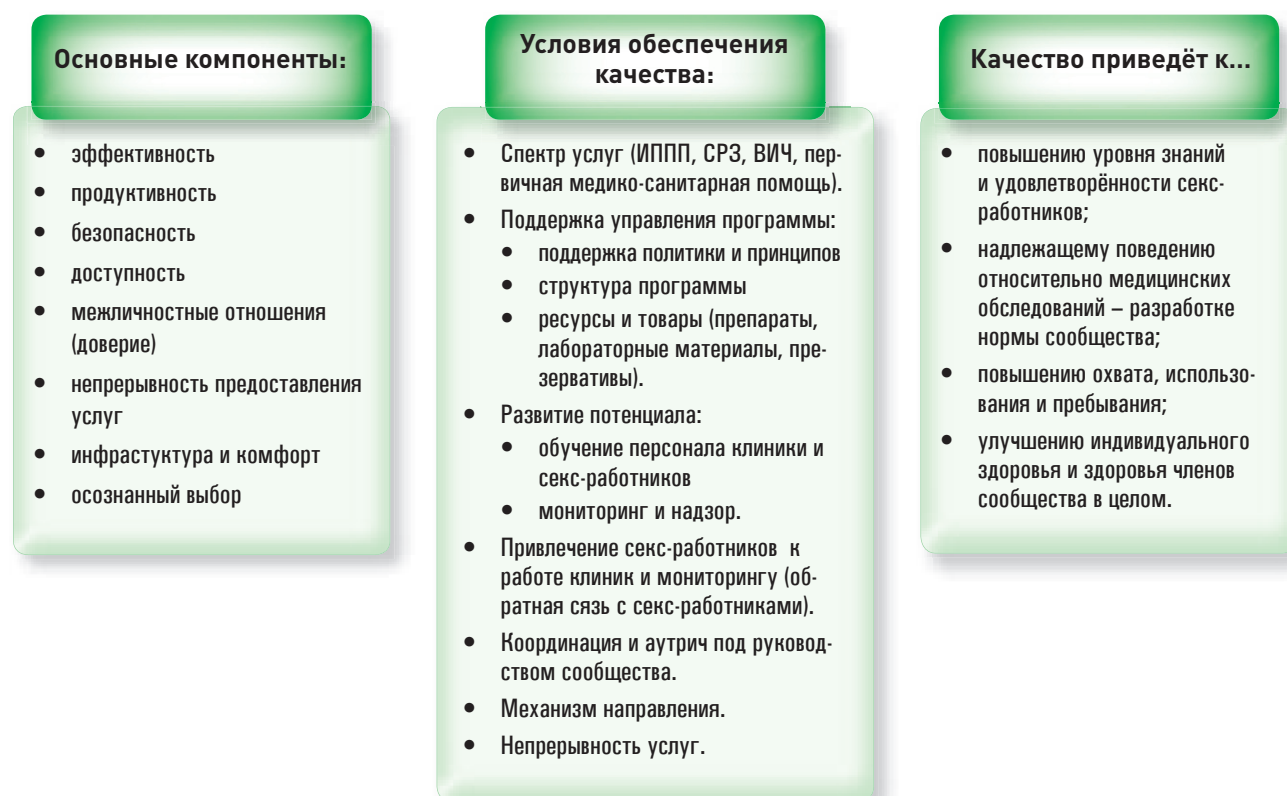 Основные компоненты:
• эффективность
• продуктивность
• безопасность
• доступность
• межличностные отношения
(доверие)
• непрерывность предоставления
услуг
• инфрастуктура и комфорт
• осознанный выбор
Условия обеспечения
качества:
• Спектр услуг (ИППП, СРЗ, ВИЧ, пер-
вичная медико-санитарная помощь).
• Поддержка управления программы:
• поддержка политики и принципов
• структура программы
• ресурсы и товары (препараты,
лабораторные материалы, пре-
зервативы).
• Развитие потенциала:
• обучение персонала клиники и
секс-работников
• мониторинг и надзор.
• Привлечение секс-работников к
работе клиник и мониторингу (об-
ратная сязь с секс-работниками).
• Координация и аутрич под руковод-
ством сообщества.
• Механизм направления.
• Непрерывность услуг.
Качество приведёт к...
• повышению уровня знаний
и удовлетворённости секс-
работников;
• надлежащему поведению
относительно медицинских
обследований – разработке
нормы сообщества;
• повышению охвата, использо-
вания и пребывания;
• улучшению индивидуального
здоровья и здоровья членов
сообщества в целом.